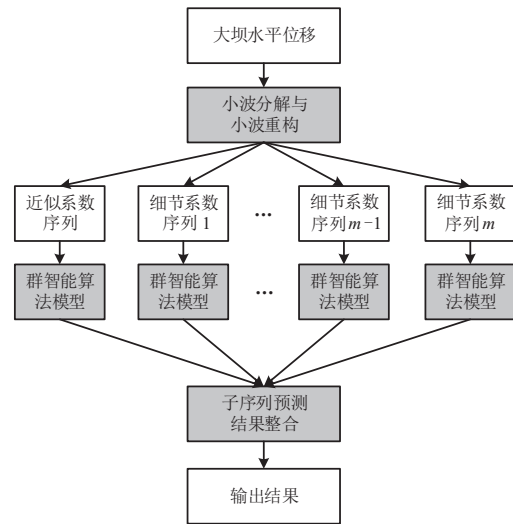 大坝水平位移
小波分解与
小波重构
近似系数
序列
细节系数
序列 1
...
细节系数
序列m-1
细节系数
序列m
群智能算
法模型
群智能算
法模型
...
群智能算
法模型
群智能算
法模型
子序列预测
结果整合
输出结果